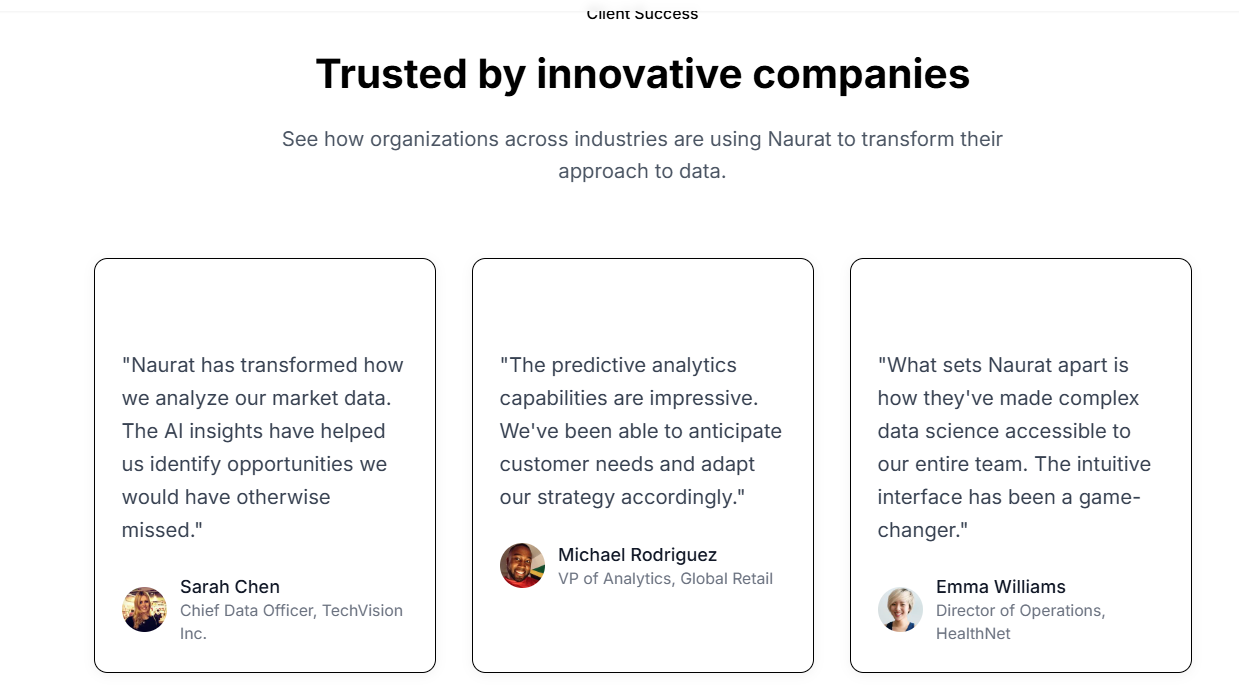 Client Success
Trusted by innovative companies
See how organizations across industries are using Naurat to transform their
approach to data.
"Naurat has transformed how
we analyze our market data.
The AI insights have helped
us identify opportunities we
would have otherwise
missed."
Sarah Chen
Chief Data Officer, TechVision
Inc.
"The predictive analytics
capabilities are impressive.
We've been able to anticipate
customer needs and adapt
our strategy accordingly."
Michael Rodriguez
VP of Analytics, Global Retail
"What sets Naurat apart is
how they've made complex
data science accessible to
our entire team. The intuitive
interface has been a game-
changer."
Emma Williams
Director of Operations,
HealthNet